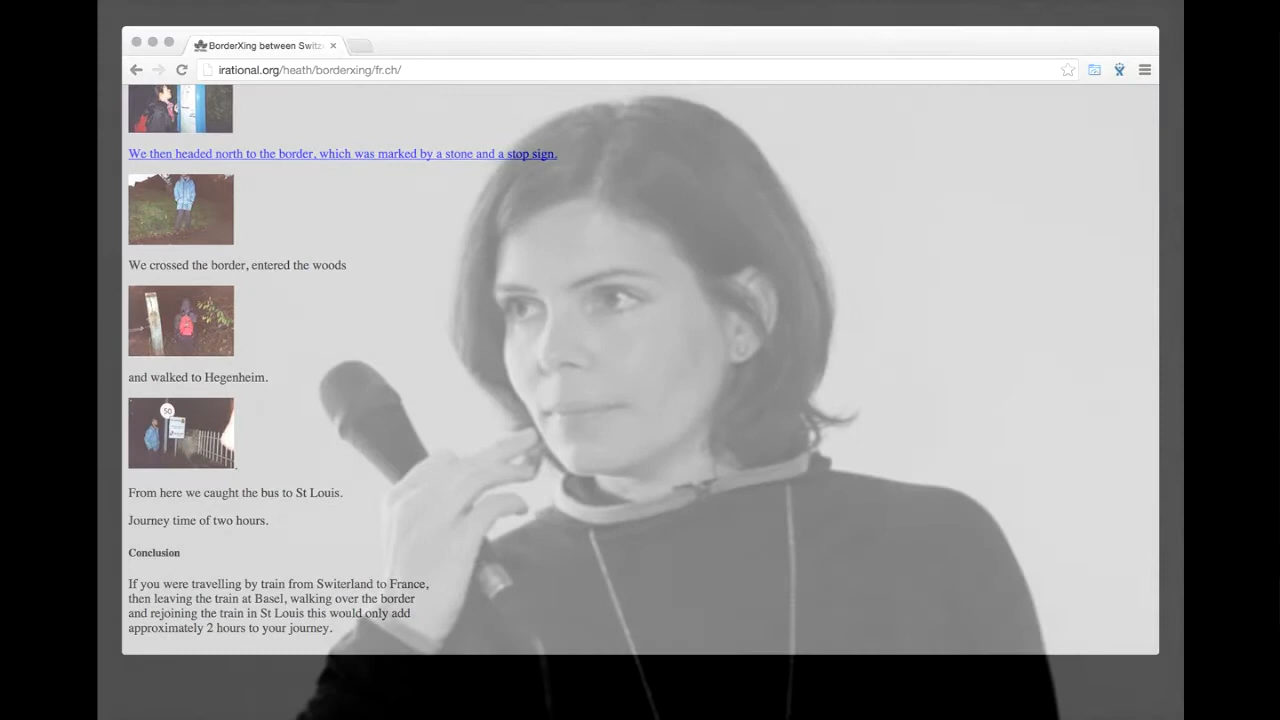 BorderXing between Switz
irational.org/heath/borderxing/fr.ch/
We then headed north to the border, which was marked by a stone and a stop sign.
We crossed the border, entered the woods
and walked to Hegenheim.
50
.
From here we caught the bus to St Louis.
Journey time of two hours.
Conclusion
If you were travelling by train from Switerland to France,
then leaving the train at Basel, walking over the border
and rejoining the train in St Louis this would only add
approximately 2 hours to your journey.